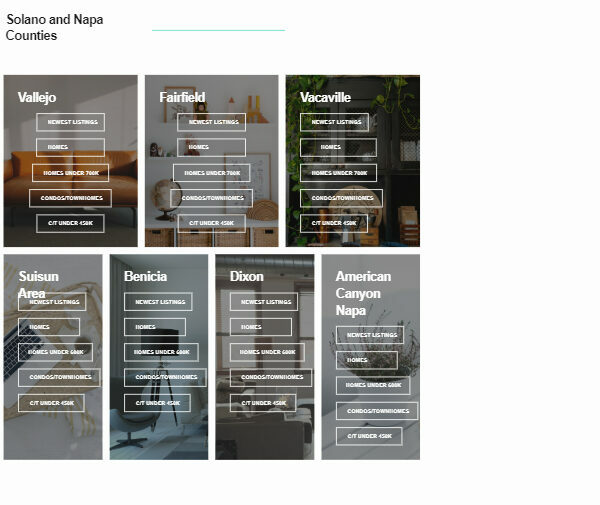 Solano and Napa
Counties
Vallejo
NEWEST LISTINGS
HOMES
HOMES UNDER 700K
CONDOS/TOWNHOMES
C/T UNDER 450K
Fairfield
NEWEST LISTINGS
HOMES
HOMES UNDER 700K
CONDOS/TOWNHOMES
C/T UNDER 450K
Vacaville
NEWEST LISTINGS
HOMES
HOMES UNDER 700K
CONDOS/TOWNHOMES
C/T UNDER 450K
Suisun
Area
NEWEST LISTINGS
HOMES
HOMES UNDER 600K
CONDOS/TOWNHOMES
C/T UNDER 450K
Benicia
NEWEST LISTINGS
HOMES
HOMES UNDER 600K
CONDOS/TOWNHOMES
C/T UNDER 450K
Dixon
NEWEST LISTINGS
HOMES
HOMES UNDER 600K
CONDOS/TOWNHOMES
C/T UNDER 450K
American
Canyon
Napa
NEWEST LISTINGS
HOMES
HOMES UNDER 600K
CONDOS/TOWNHOMES
C/T UNDER 450K